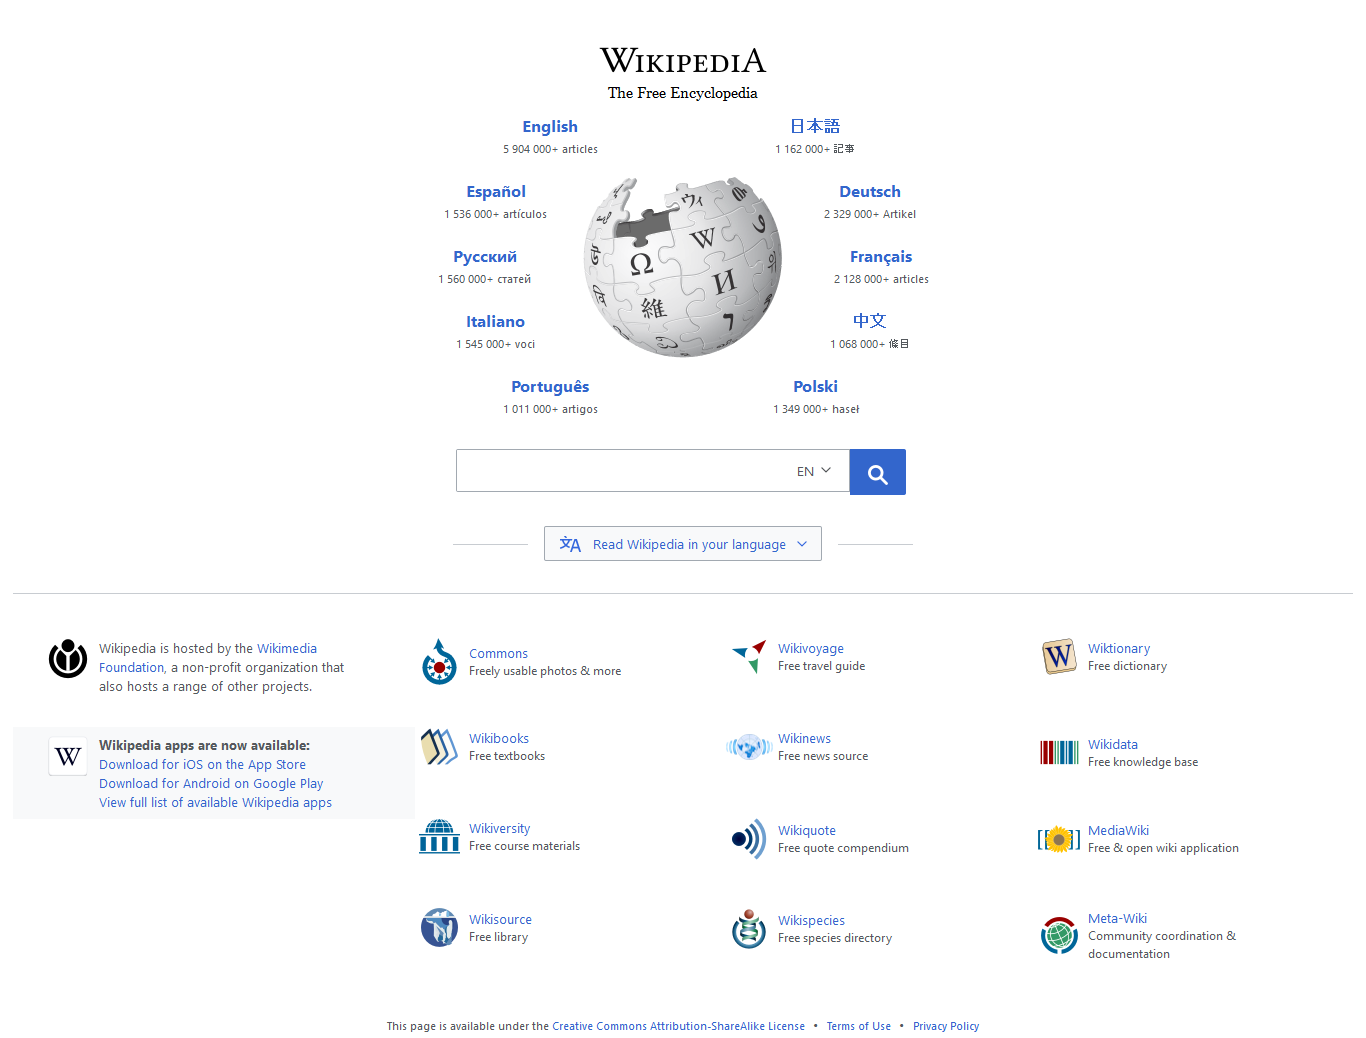 WIKIPEDIA
The Free Encyclopedia
English
5 904 000+ articles
日本語
1 162 000+ 記事
Español
1 536 000+ artículos
Deutsch
2 329 000+ Artikel
Русский
1 560 000+ статей
Français
2 128 000+ articles
Italiano
1 545 000+ voci
中文
1 068 000+ 條目
Português
1 011 000+ artigos
Polski
1 349 000+ haseł
Ω
W
И
維
ウィ
EN
Read Wikipedia in your language
Wikipedia is hosted by the Wikimedia
Foundation, a non-profit organization that
also hosts a range of other projects.
W
Wikipedia apps are now available:
Download for iOS on the App Store
Download for Android on Google Play
View full list of available Wikipedia apps
Commons
Freely usable photos & more
Wikivoyage
Free travel guide
W
Wiktionary
Free dictionary
Wikibooks
Free textbooks
Wikinews
Free news source
Wikidata
Free knowledge base
Wikiversity
Free course materials
Wikiquote
Free quote compendium
MediaWiki
Free & open wiki application
Wikisource
Free library
Wikispecies
Free species directory
Meta-Wiki
Community coordination &
documentation
This page is available under the Creative Commons Attribution-ShareAlike License • Terms of Use • Privacy Policy